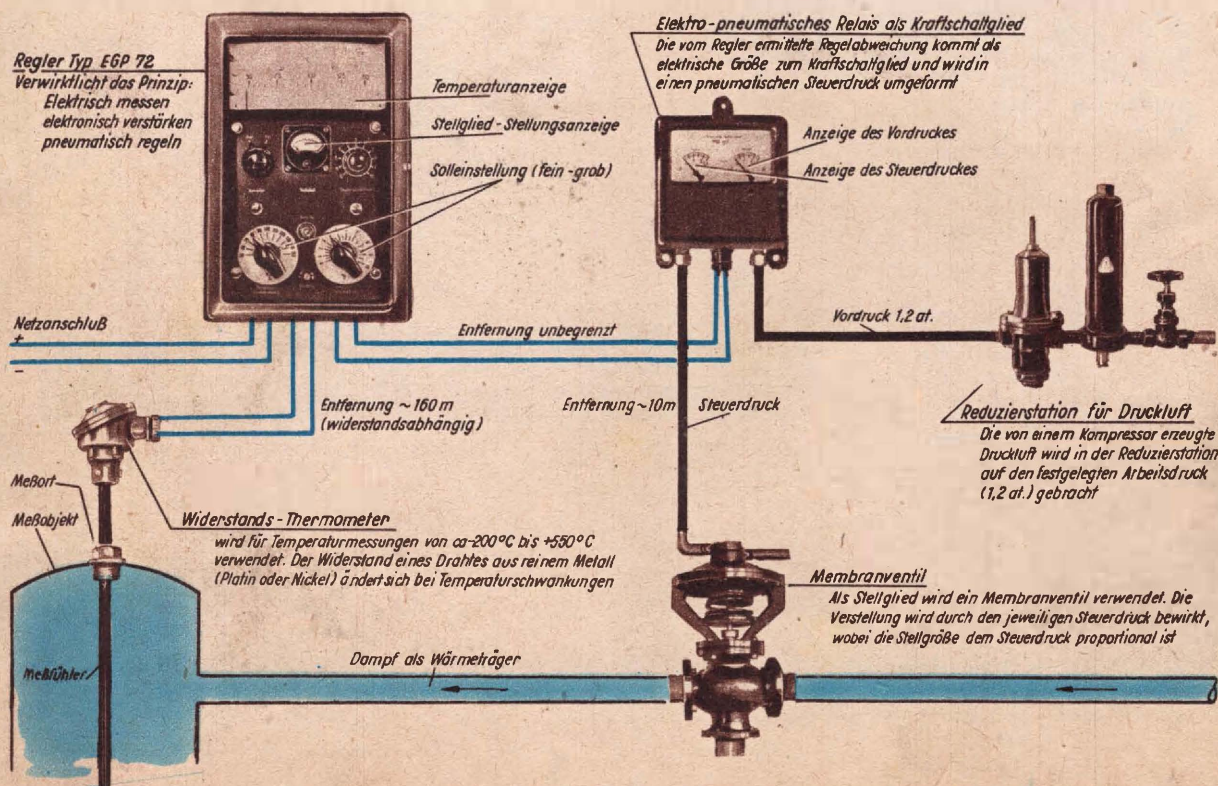 Regler Typ EGP 72
Verwirklicht das Prinzip:
Elektrisch messen
elektronisch verstärken
pneumatisch regeln
Temperaturanzeige
Stellglied-Stellungsanzeige
Solleinstellung (fein-grob)
Elektro-pneumatisches Relais als Kraftschaltglied
Die vom Regler ermittelte Regelabweichung kommt als
elektrische Größe zum Kraftschaltglied und wird in
einen pneumatischen Steuerdruck umgeformt
Anzeige des Vordruckes
Anzeige des Steuerdruckes
Netzanschluß
+
-
Entfernung unbegrenzt
Vordruck 1,2 at.
Entfernung ~160 m
(widerstandsabhängig)
Entfernung ~10m
Steuerdruck
Reduzierstation für Druckluft
Die von einem Kompressor erzeugte
Druckluft wird in der Reduzierstation
auf den festgelegten Arbeitsdruck
(1,2 at.) gebracht
Meßort
Meßobjekt
Widerstands-Thermometer
wird für Temperaturmessungen von ca-200°C bis +550°C
verwendet. Der Widerstand eines Drahtes aus reinem Metall
(Platin oder Nickel) ändert sich bei Temperaturschwankungen
Membranventil
Als Stellglied wird ein Membranventil verwendet. Die
Verstellung wird durch den jeweiligen Steuerdruck bewirkt,
wobei die Stellgröße dem Steuerdruck proportional ist
Meßfühler
Dampf als Wärmeträger